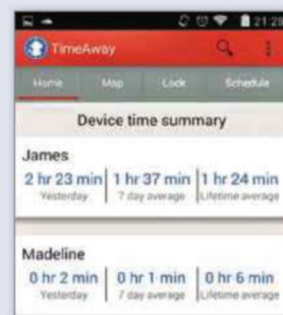 21:28
TimeAway
Home Map Lock Schedule
Device time summary
James
2 hr 23 min 1 hr 37 min 1 hr 24 min
Yesterday 7 day average Lifetime average
Madeline
0 hr 2 min 0 hr 1 min 0 hr 6 min
Yesterday 7 day average Lifetime average